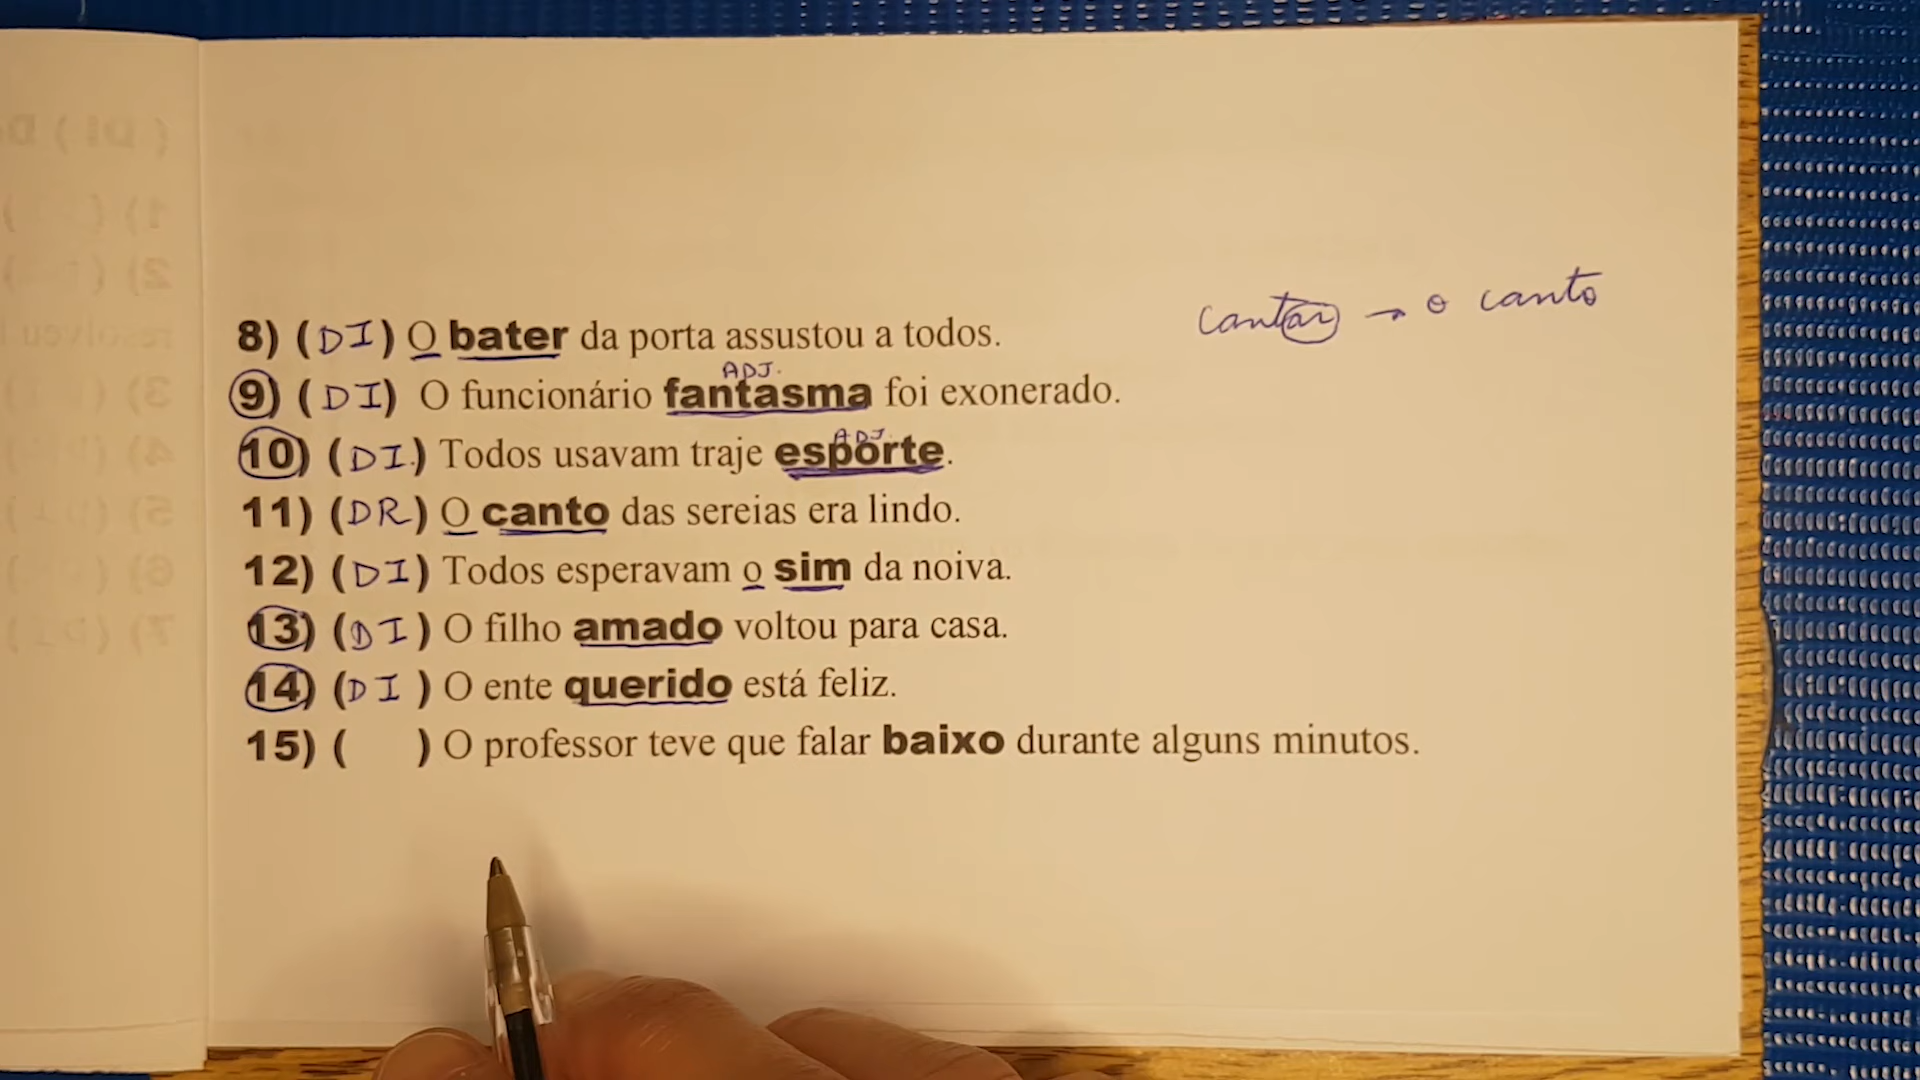 cantar → o canto
8) (DI) O bater da porta assustou a todos.
ADJ.
9) (DI) O funcionário fantasma foi exonerado.
ADJ.
10) (DI.) Todos usavam traje esporte.
11) (DR) O canto das sereias era lindo.
12) (DI) Todos esperavam o sim da noiva.
13) (DI) O filho amado voltou para casa.
14) (DI) O ente querido está feliz.
15) ( ) O professor teve que falar baixo durante alguns minutos.